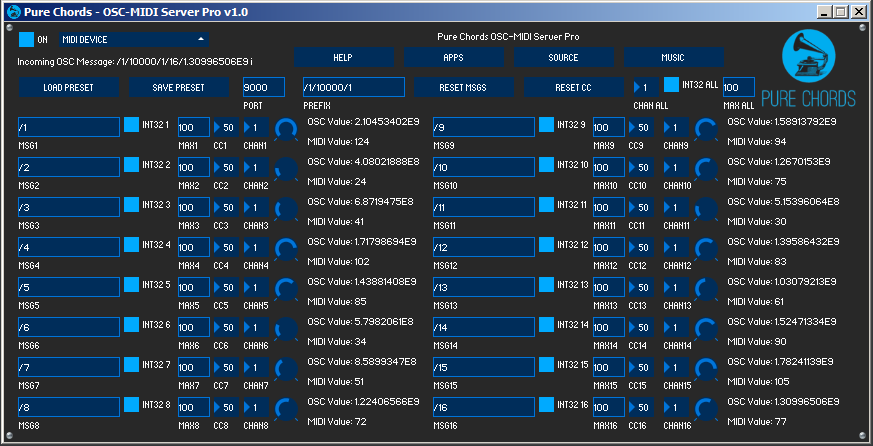 Pure Chords - OSC-MIDI Server Pro v1.0
ON
MIDI DEVICE
Pure Chords OSC-MIDI Server Pro
Incoming OSC Message: /1/10000/1/16/1.30996506E9 i
HELP
APPS
SOURCE
MUSIC
LOAD PRESET
SAVE PRESET
9000
PORT
/1/10000/1
PREFIX
RESET MSGS
RESET CC
1
CHAN ALL
INT32 ALL
100
MAX ALL
PURE CHORDS
/1 INT32 1 100 50 1 OSC Value: 2.10453402E9
MSG1 MAX1 CC1 CHAN1 MIDI Value: 124
/2 INT32 2 100 50 1 OSC Value: 4.08021888E8
MSG2 MAX2 CC2 CHAN2 MIDI Value: 24
/3 INT32 3 100 50 1 OSC Value: 6.8719475E8
MSG3 MAX3 CC3 CHAN3 MIDI Value: 41
/4 INT32 4 100 50 1 OSC Value: 1.71798694E9
MSG4 MAX4 CC4 CHAN4 MIDI Value: 102
/5 INT32 5 100 50 1 OSC Value: 1.43881408E9
MSG5 MAX5 CC5 CHAN5 MIDI Value: 85
/6 INT32 6 100 50 1 OSC Value: 5.7982061E8
MSG6 MAX6 CC6 CHAN6 MIDI Value: 34
/7 INT32 7 100 50 1 OSC Value: 8.5899347E8
MSG7 MAX7 CC7 CHAN7 MIDI Value: 51
/8 INT32 8 100 50 1 OSC Value: 1.22406566E9
MSG8 MAX8 CC8 CHAN8 MIDI Value: 72
/9 INT32 9 100 50 1 OSC Value: 1.58913792E9
MSG9 MAX9 CC9 CHAN9 MIDI Value: 94
/10 INT32 10 100 50 1 OSC Value: 1.2670153E9
MSG10 MAX10 CC10 CHAN10 MIDI Value: 75
/11 INT32 11 100 50 1 OSC Value: 5.15396064E8
MSG11 MAX11 CC11 CHAN11 MIDI Value: 30
/12 INT32 12 100 50 1 OSC Value: 1.39586432E9
MSG12 MAX12 CC12 CHAN12 MIDI Value: 83
/13 INT32 13 100 50 1 OSC Value: 1.03079213E9
MSG13 MAX13 CC13 CHAN13 MIDI Value: 61
/14 INT32 14 100 50 1 OSC Value: 1.52471334E9
MSG14 MAX14 CC14 CHAN14 MIDI Value: 90
/15 INT32 15 100 50 1 OSC Value: 1.78241139E9
MSG15 MAX15 CC15 CHAN15 MIDI Value: 105
/16 INT32 16 100 50 1 OSC Value: 1.30996506E9
MSG16 MAX16 CC16 CHAN16 MIDI Value: 77